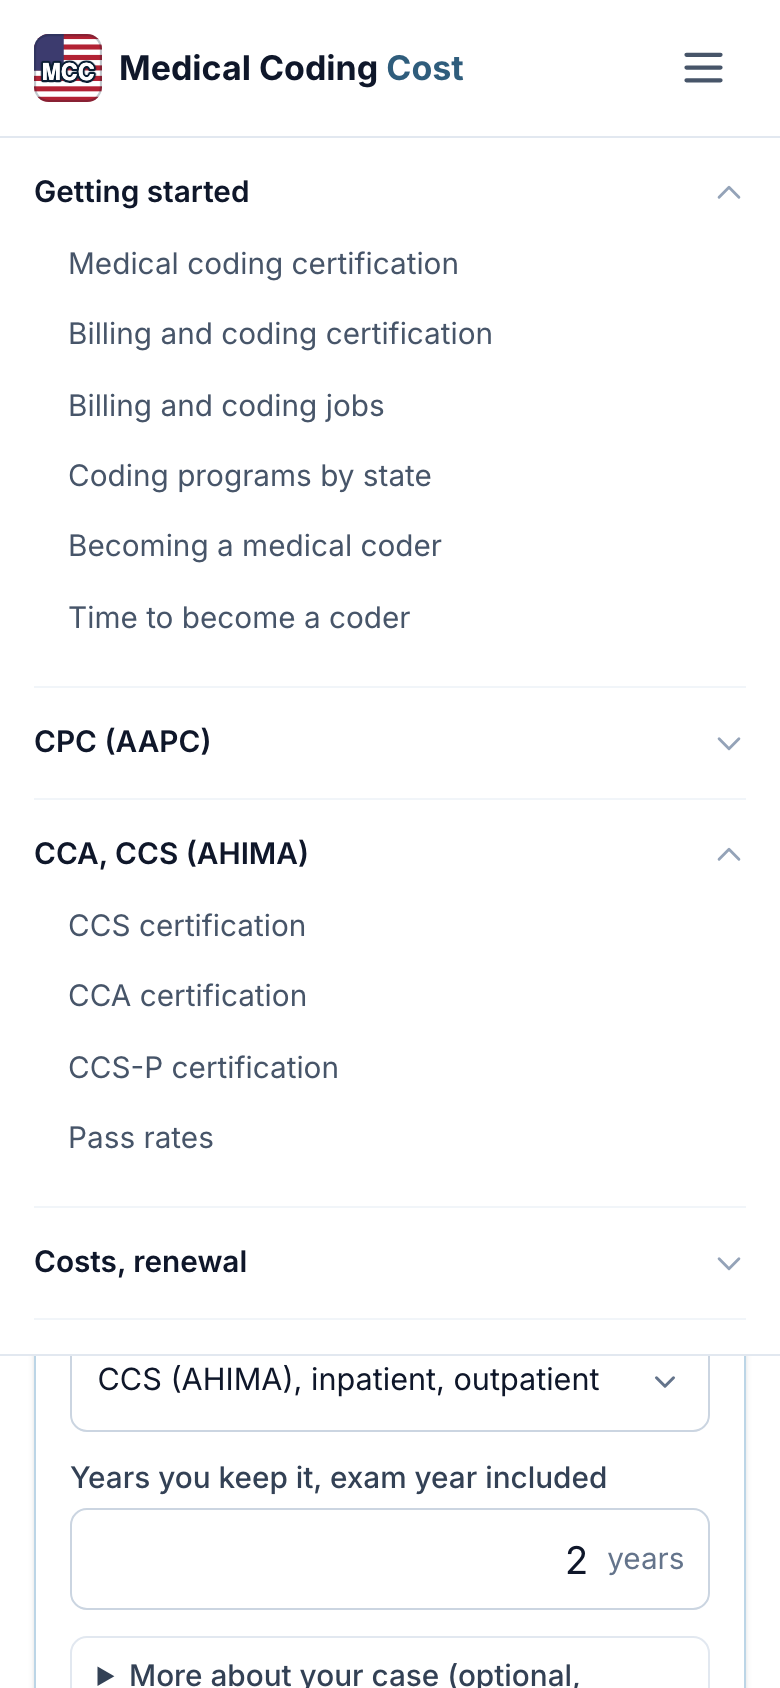 MCC Medical Coding Cost
Getting started
Medical coding certification
Billing and coding certification
Billing and coding jobs
Coding programs by state
Becoming a medical coder
Time to become a coder
CPC (AAPC)
CCA, CCS (AHIMA)
CCS certification
CCA certification
CCS-P certification
Pass rates
Costs, renewal
CCS (AHIMA), inpatient, outpatient
Years you keep it, exam year included
2 years
More about your case (optional,